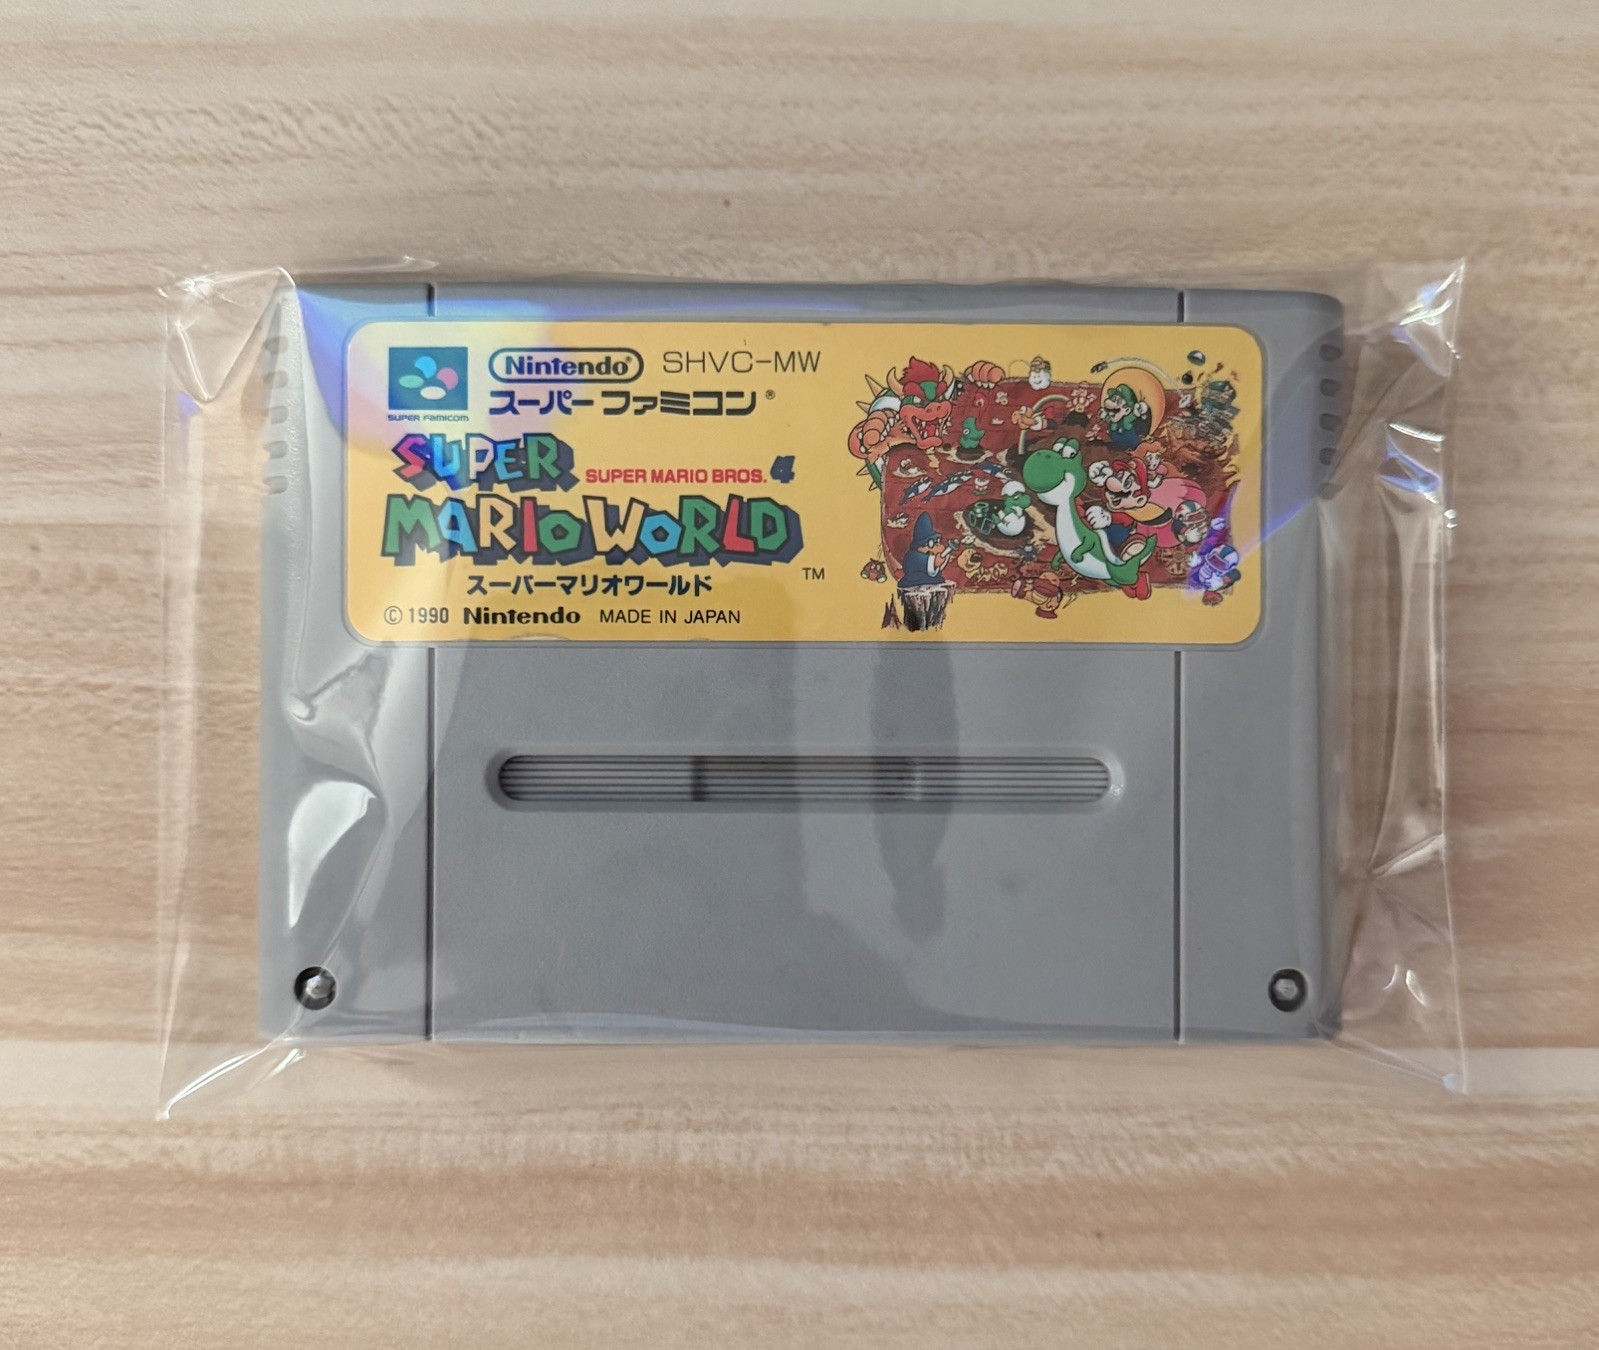 Nintendo® SHVC-MW
スーパーファミコン®
SUPER FAMICOM
SUPER
SUPER MARIO BROS. 4
MARIO WORLD
スーパーマリオワールド TM
© 1990 Nintendo MADE IN JAPAN